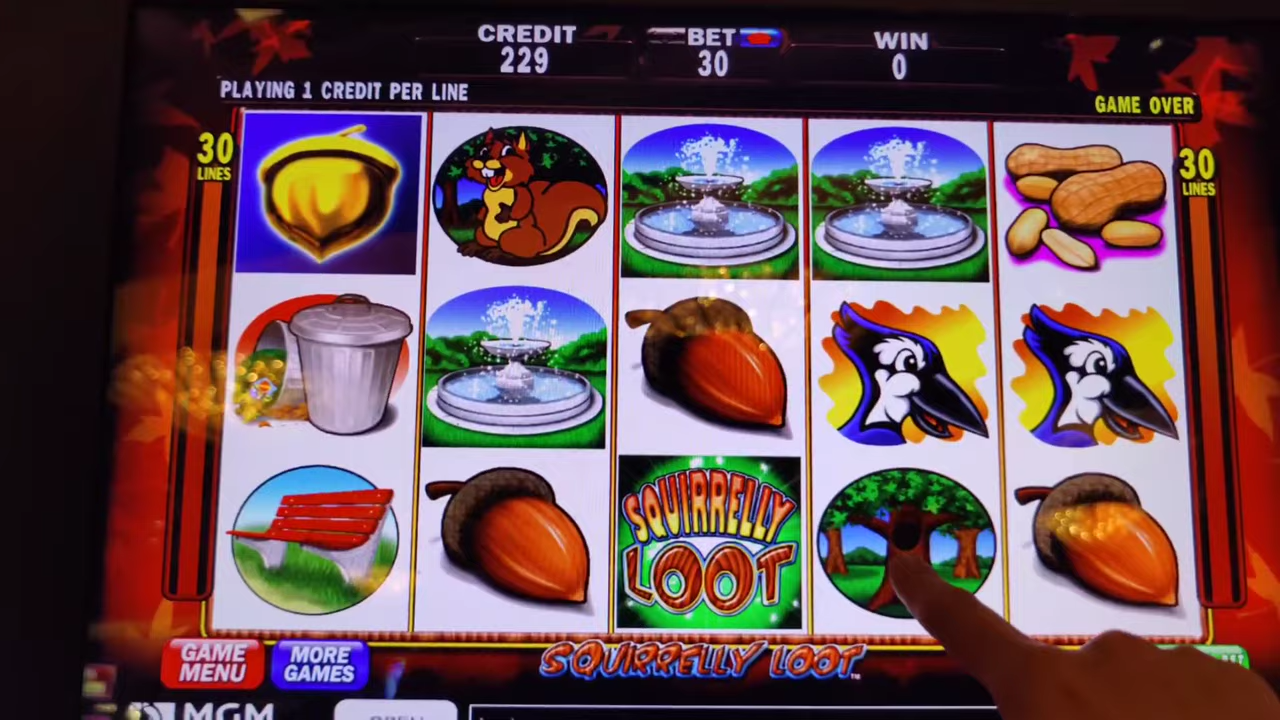 CREDIT
229
BET
30
WIN
0
PLAYING 1 CREDIT PER LINE
GAME OVER
30
LINES
30
LINES
SQUIRRELLY
LOOT
GAME
MENU
MORE
GAMES
SQUIRRELLY LOOT
MGM
OPEN